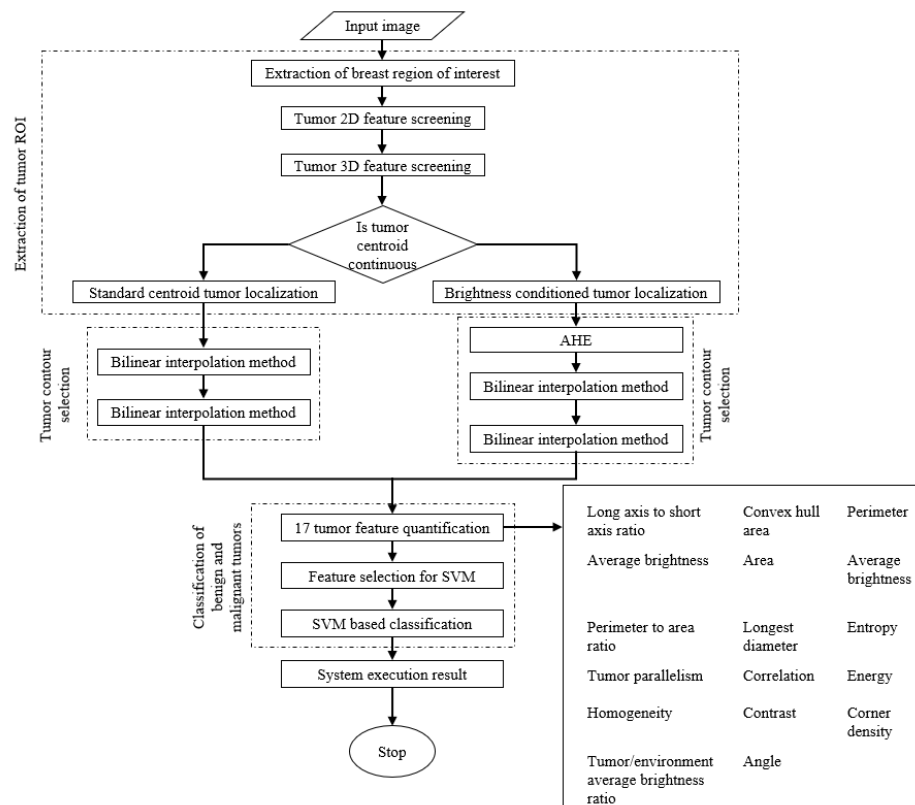 Input image
Extraction of breast region of interest
Tumor 2D feature screening
Tumor 3D feature screening
Extraction of tumor ROI
Is tumor
centroid
continuous
Standard centroid tumor localization
Brightness conditioned tumor localization
Tumor contour
selection
Bilinear interpolation method
Bilinear interpolation method
AHE
Bilinear interpolation method
Bilinear interpolation method
Tumor contour
selection
Classification of
benign and
malignant tumors
17 tumor feature quantification
Feature selection for SVM
SVM based classification
System execution result
Stop
Long axis to short
axis ratio
Convex hull
area
Perimeter
Average brightness
Area
Average
brightness
Perimeter to area
ratio
Longest
diameter
Entropy
Tumor parallelism
Correlation
Energy
Homogeneity
Contrast
Corner
density
Tumor/environment
average brightness
ratio
Angle